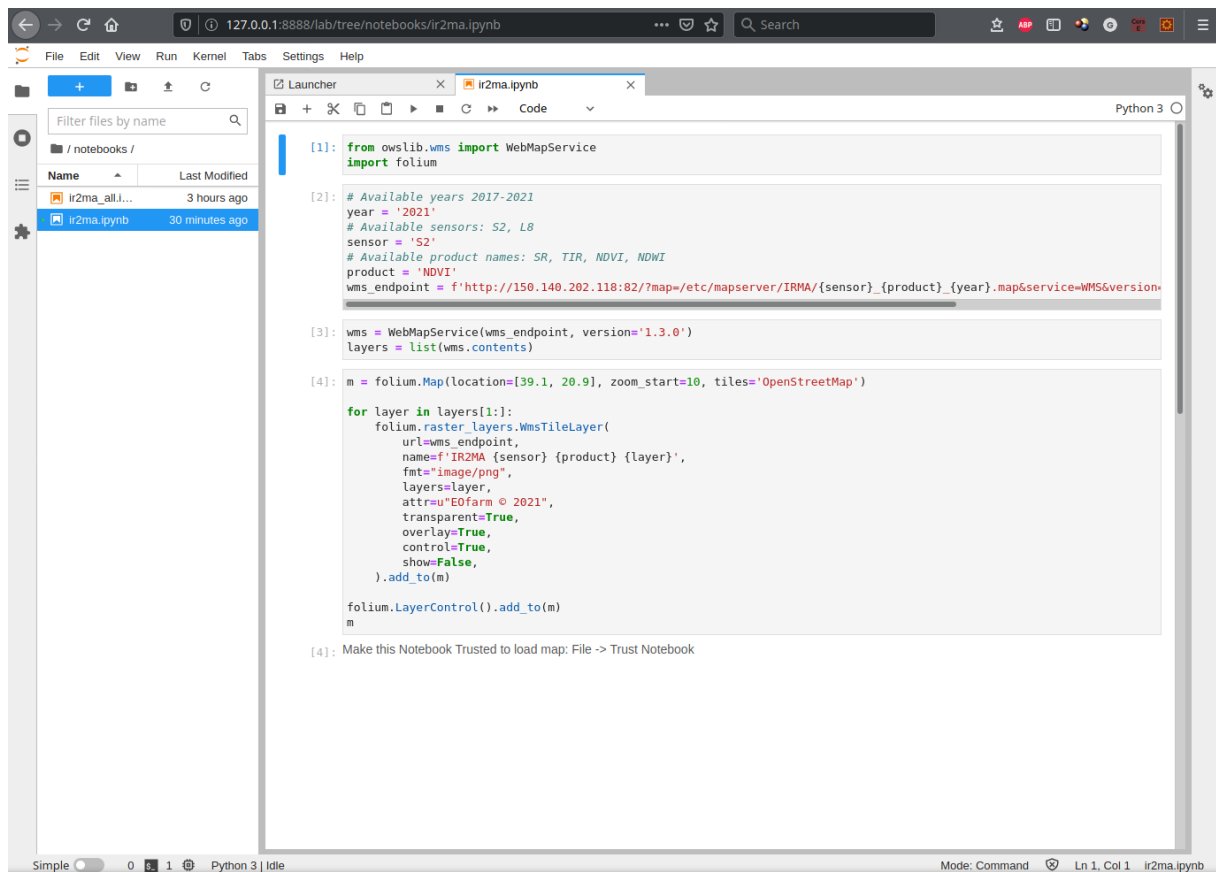 127.0.0.1:8888/lab/tree/notebooks/ir2ma.ipynb
Search
ABP
G
File Edit View Run Kernel Tabs Settings Help
Filter files by name
/ notebooks /
Name Last Modified
ir2ma_all.i… 3 hours ago
ir2ma.ipynb 30 minutes ago
Launcher
ir2ma.ipynb
Code
Python 3
[1]: from owslib.wms import WebMapService
import folium
[2]: # Available years 2017-2021
year = '2021'
# Available sensors: S2, L8
sensor = 'S2'
# Available product names: SR, TIR, NDVI, NDWI
product = 'NDVI'
wms_endpoint = f'http://150.140.202.118:82/?map=/etc/mapserver/IRMA/{sensor}_{product}_{year}.map&service=WMS&version=
[3]: wms = WebMapService(wms_endpoint, version='1.3.0')
layers = list(wms.contents)
[4]: m = folium.Map(location=[39.1, 20.9], zoom_start=10, tiles='OpenStreetMap')
for layer in layers[1:]:
folium.raster_layers.WmsTileLayer(
url=wms_endpoint,
name=f'IR2MA {sensor} {product} {layer}',
fmt="image/png",
layers=layer,
attr=u"EOfarm © 2021",
transparent=True,
overlay=True,
control=True,
show=False,
).add_to(m)
folium.LayerControl().add_to(m)
m
[4]: Make this Notebook Trusted to load map: File -> Trust Notebook
Simple 0 $_ 1 Python 3 | Idle Mode: Command Ln 1, Col 1 ir2ma.ipynb